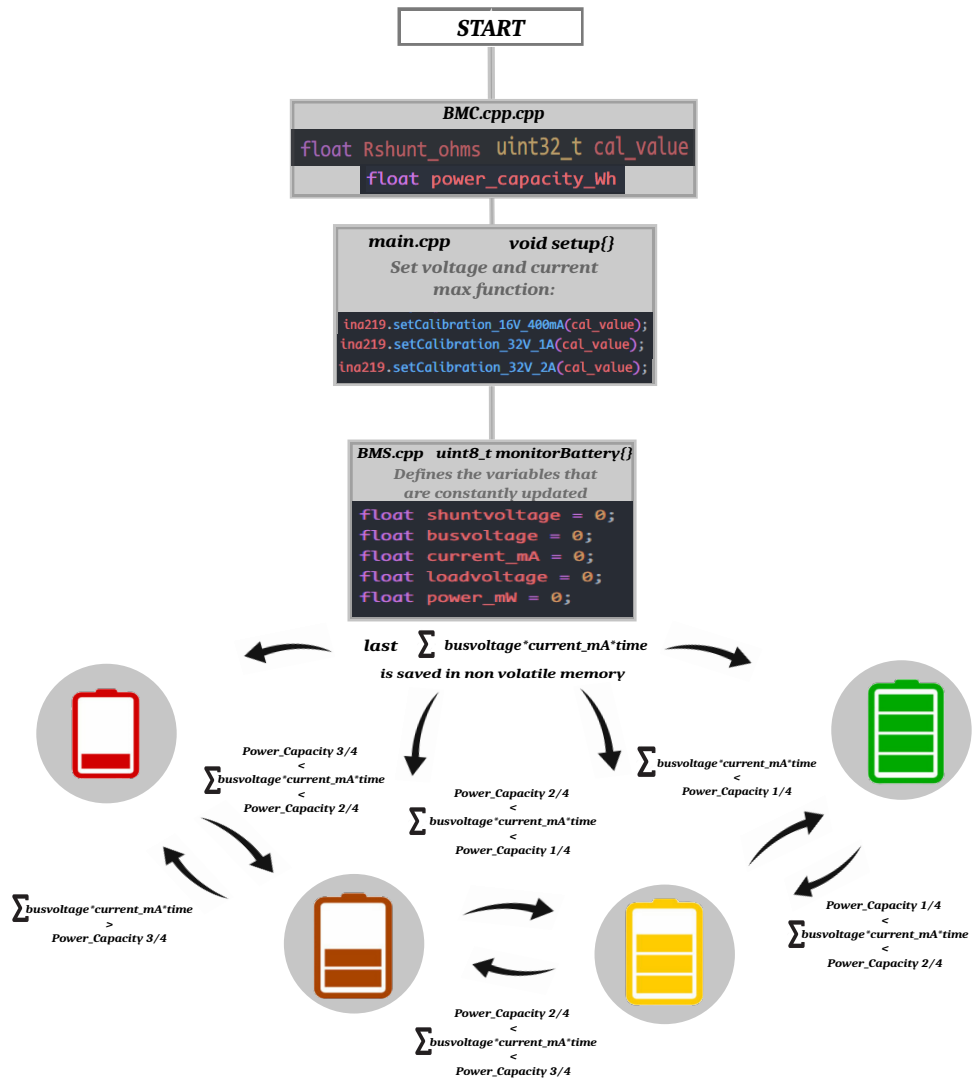 START
BMC.cpp.cpp
float Rshunt_ohms uint32_t cal_value
float power_capacity_Wh
main.cpp void setup{}
Set voltage and current
max function:
ina219.setCalibration_16V_400mA(cal_value);
ina219.setCalibration_32V_1A(cal_value);
ina219.setCalibration_32V_2A(cal_value);
BMS.cpp uint8_t monitorBattery{}
Defines the variables that
are constantly updated
float shuntvoltage = 0;
float busvoltage = 0;
float current_mA = 0;
float loadvoltage = 0;
float power_mW = 0;
last ∑ busvoltage*current_mA*time
is saved in non volatile memory
Power_Capacity 3/4
<
∑busvoltage*current_mA*time
<
Power_Capacity 2/4
Power_Capacity 2/4
<
∑busvoltage*current_mA*time
<
Power_Capacity 1/4
∑busvoltage*current_mA*time
<
Power_Capacity 1/4
∑busvoltage*current_mA*time
>
Power_Capacity 3/4
Power_Capacity 1/4
<
∑busvoltage*current_mA*time
<
Power_Capacity 2/4
Power_Capacity 2/4
<
∑busvoltage*current_mA*time
<
Power_Capacity 3/4